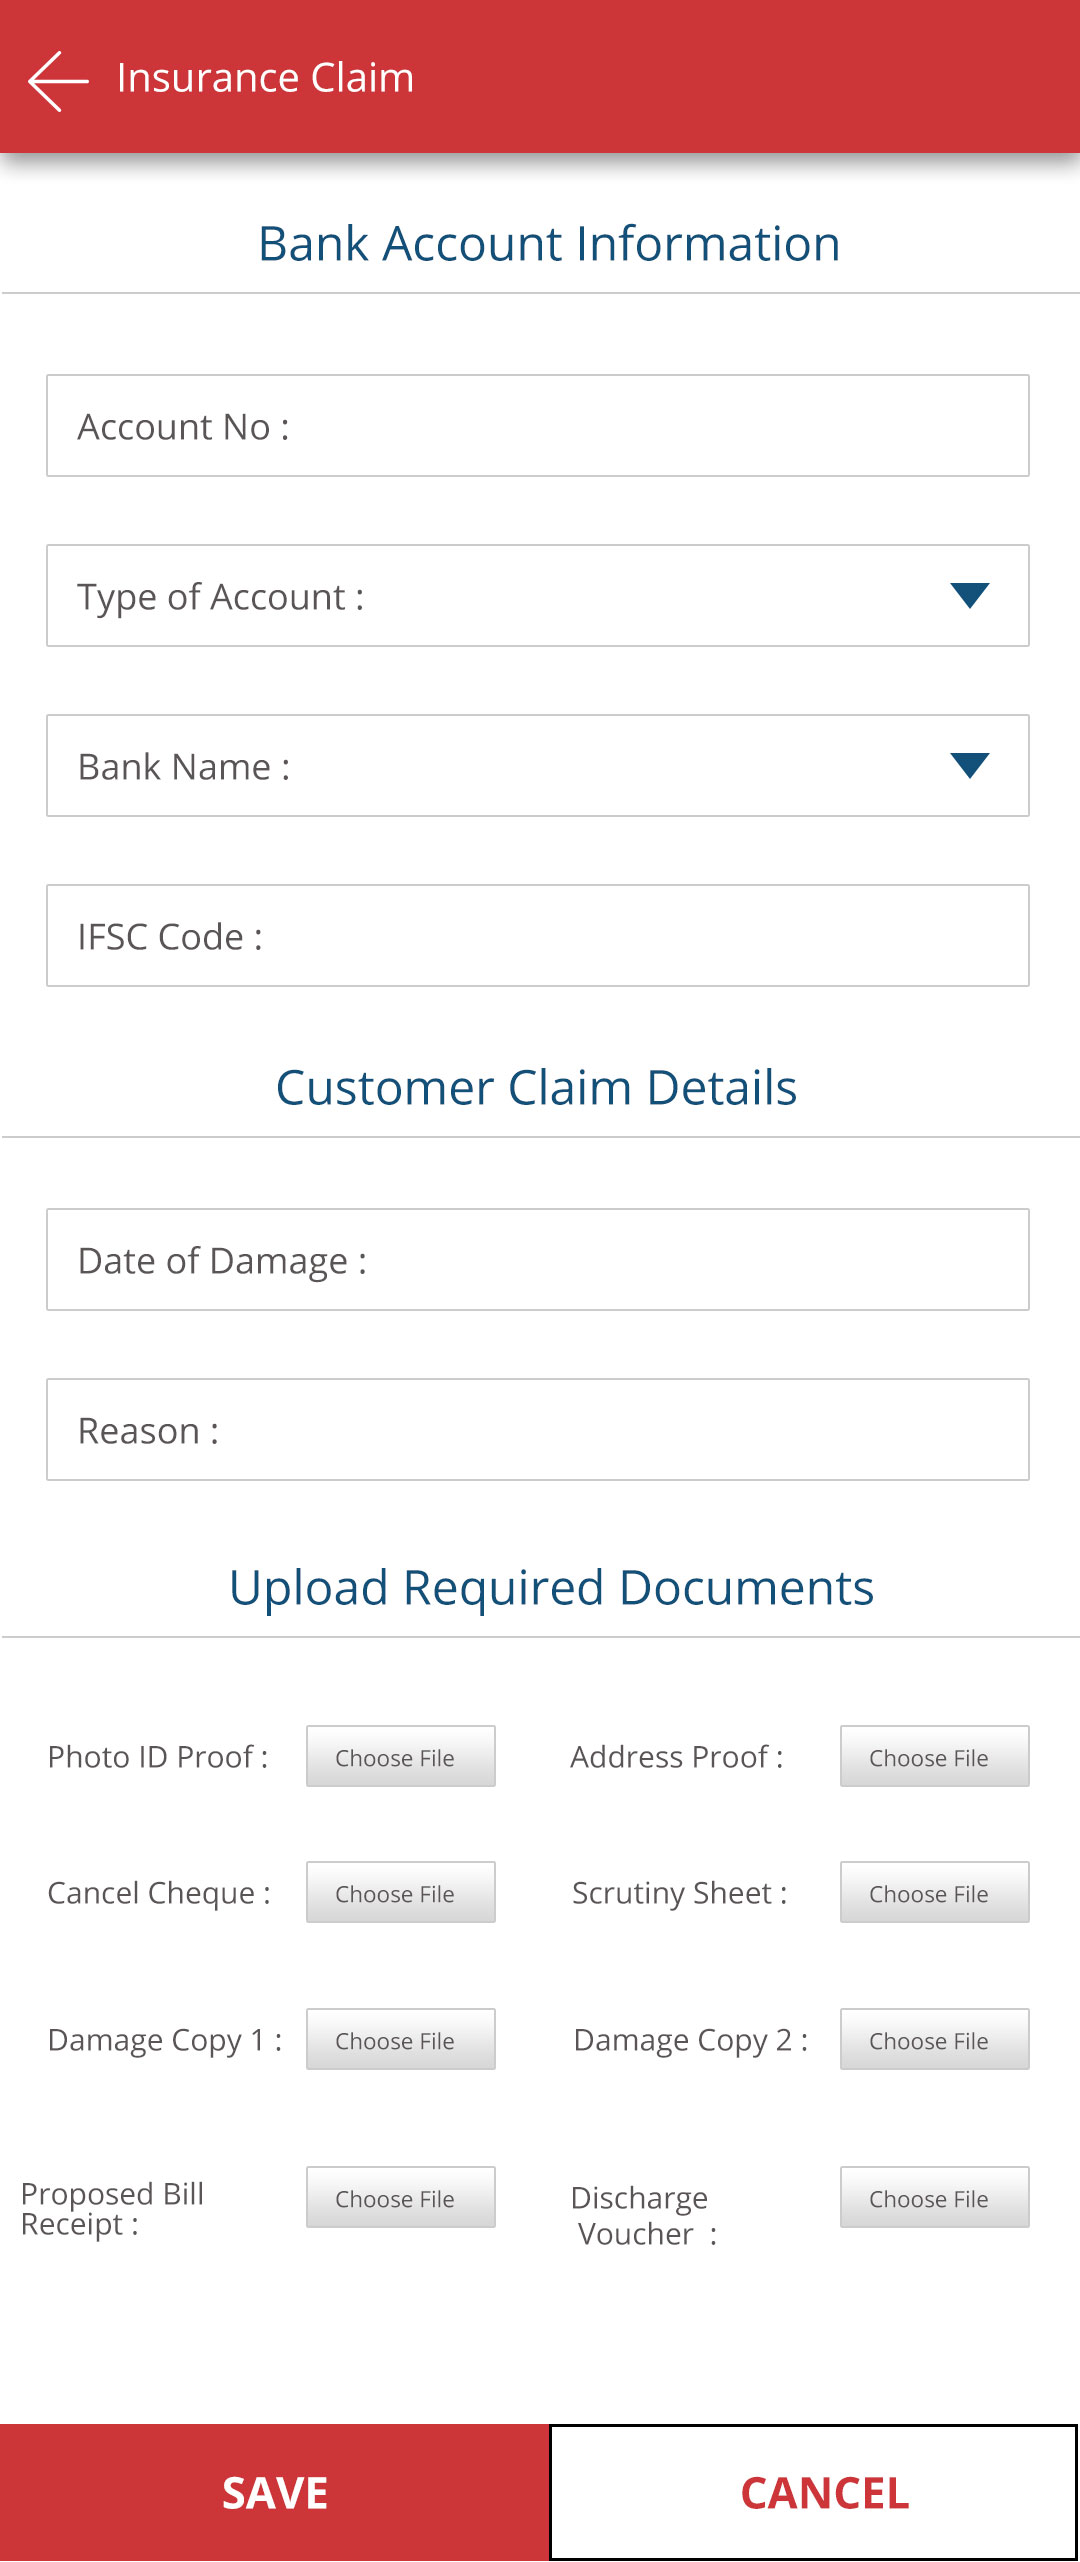 Insurance Claim
Bank Account Information
Account No :
Type of Account :
Bank Name :
IFSC Code :
Customer Claim Details
Date of Damage :
Reason :
Upload Required Documents
Photo ID Proof : Choose File Address Proof : Choose File
Cancel Cheque : Choose File Scrutiny Sheet : Choose File
Damage Copy 1 : Choose File Damage Copy 2 : Choose File
Proposed Bill
Receipt :
Choose File
Discharge
Voucher :
Choose File
SAVE CANCEL